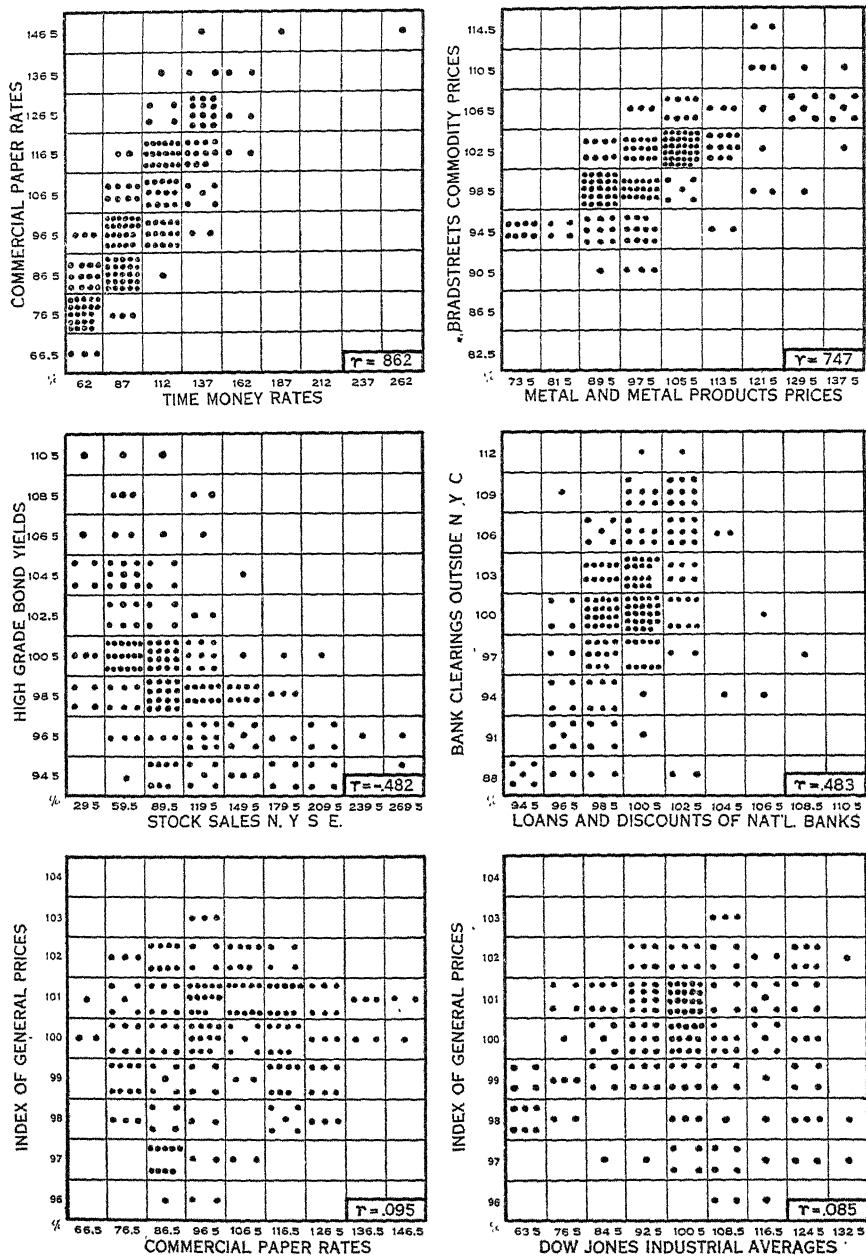 COMMERCIAL PAPER RATES
146 5
136 5
126 5
116 5
106 5
96 5
86 5
76 5
66.5
%
62 87 112 137 162 187 212 237 262
TIME MONEY RATES
r = 862
BRADSTREETS COMMODITY PRICES
114.5
110 5
106 5
102 5
98 5
94 5
90 5
86 5
82.5
%
73 5 81 5 89 5 97 5 105 5 113 5 121 5 129 5 137 5
METAL AND METAL PRODUCTS PRICES
r = 747
HIGH GRADE BOND YIELDS
110 5
108 5
106 5
104 5
102.5
100 5
98 5
96 5
94 5
%
29 5 59.5 89.5 119 5 149 5 179 5 209 5 239 5 269 5
STOCK SALES N. Y S E.
r=-.482
BANK CLEARINGS OUTSIDE N Y C
112
109
106
103
100
97
94
91
88
%
94 5 96 5 98 5 100 5 102 5 104 5 106 5 108.5 110 5
LOANS AND DISCOUNTS OF NAT'L. BANKS
r=.483
INDEX OF GENERAL PRICES
104
103
102
101
100
99
98
97
96
%
66.5 76.5 86.5 96 5 106.5 116.5 126 5 136.5 146.5
COMMERCIAL PAPER RATES
r=.095
INDEX OF GENERAL PRICES
104
103
102
101
100
99
98
97
96
%
63 5 76 5 84 5 92.5 100.5 108.5 116.5 124.5 132.5
DOW JONES INDUSTRIAL AVERAGES
r=.085